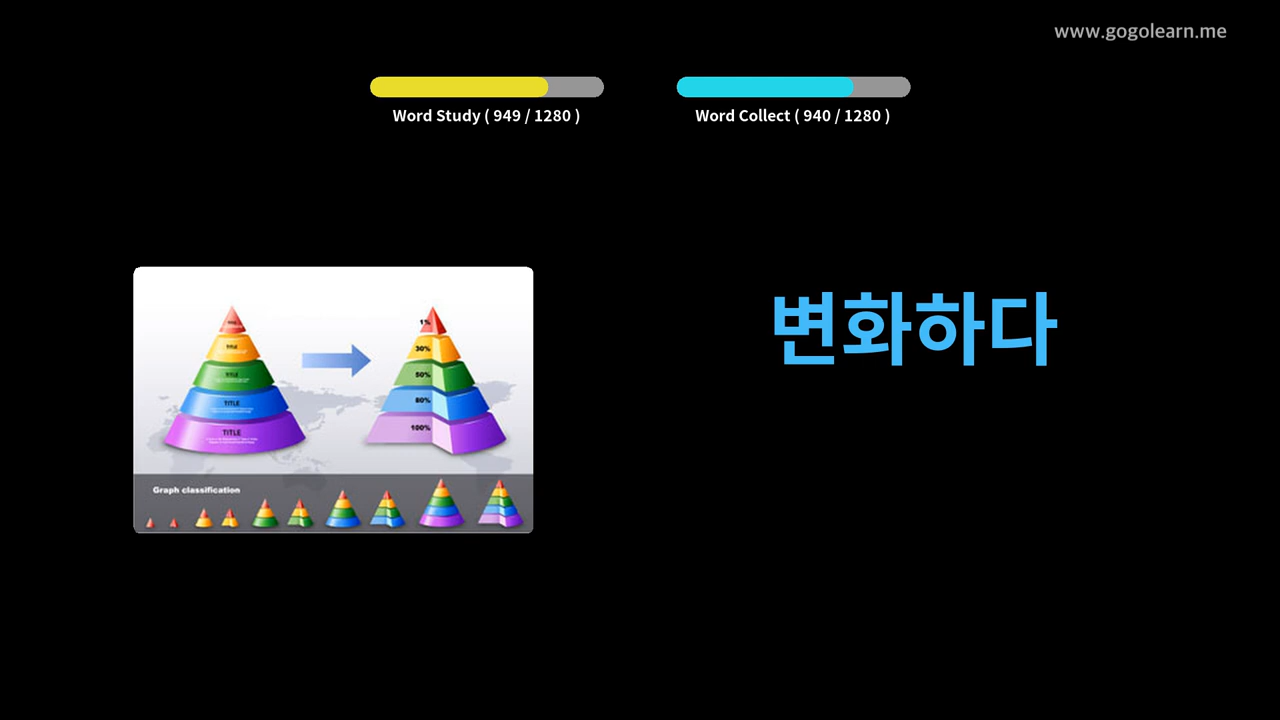 www.gogolearn.me
Word Study ( 949 / 1280 )
Word Collect ( 940 / 1280 )
변화하다
TITLE
TITLE
TITLE
TITLE
1%
30%
50%
80%
100%
Graph classification